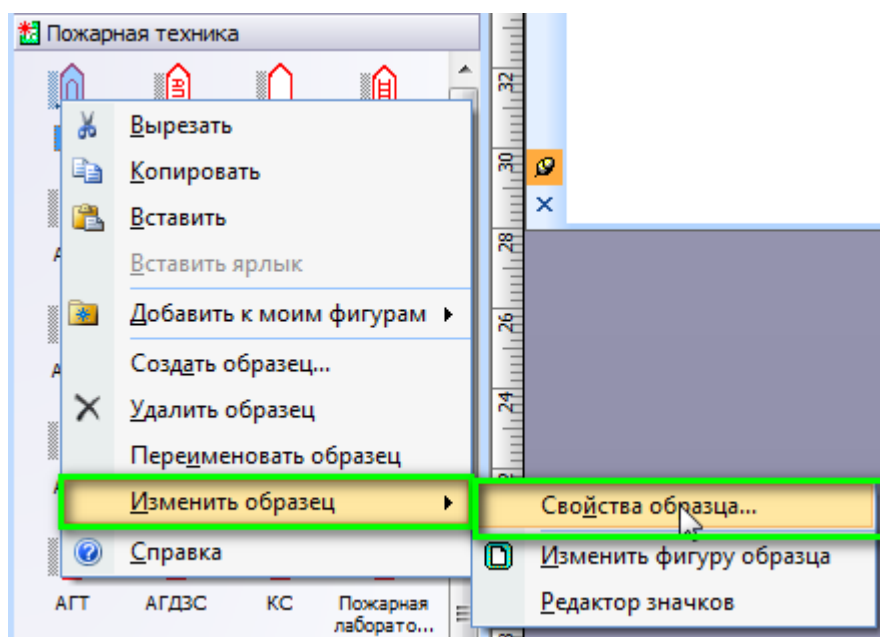 Пожарная техника
АП
Вырезать
Копировать
Вставить
Вставить ярлык
Добавить к моим фигурам
Создать образец...
Удалить образец
Переименовать образец
Изменить образец
Справка
Свойства образца...
Изменить фигуру образца
Редактор значков
АГТ АГДЗС КС Пожарная
лаборато...
32
30
28
26
24